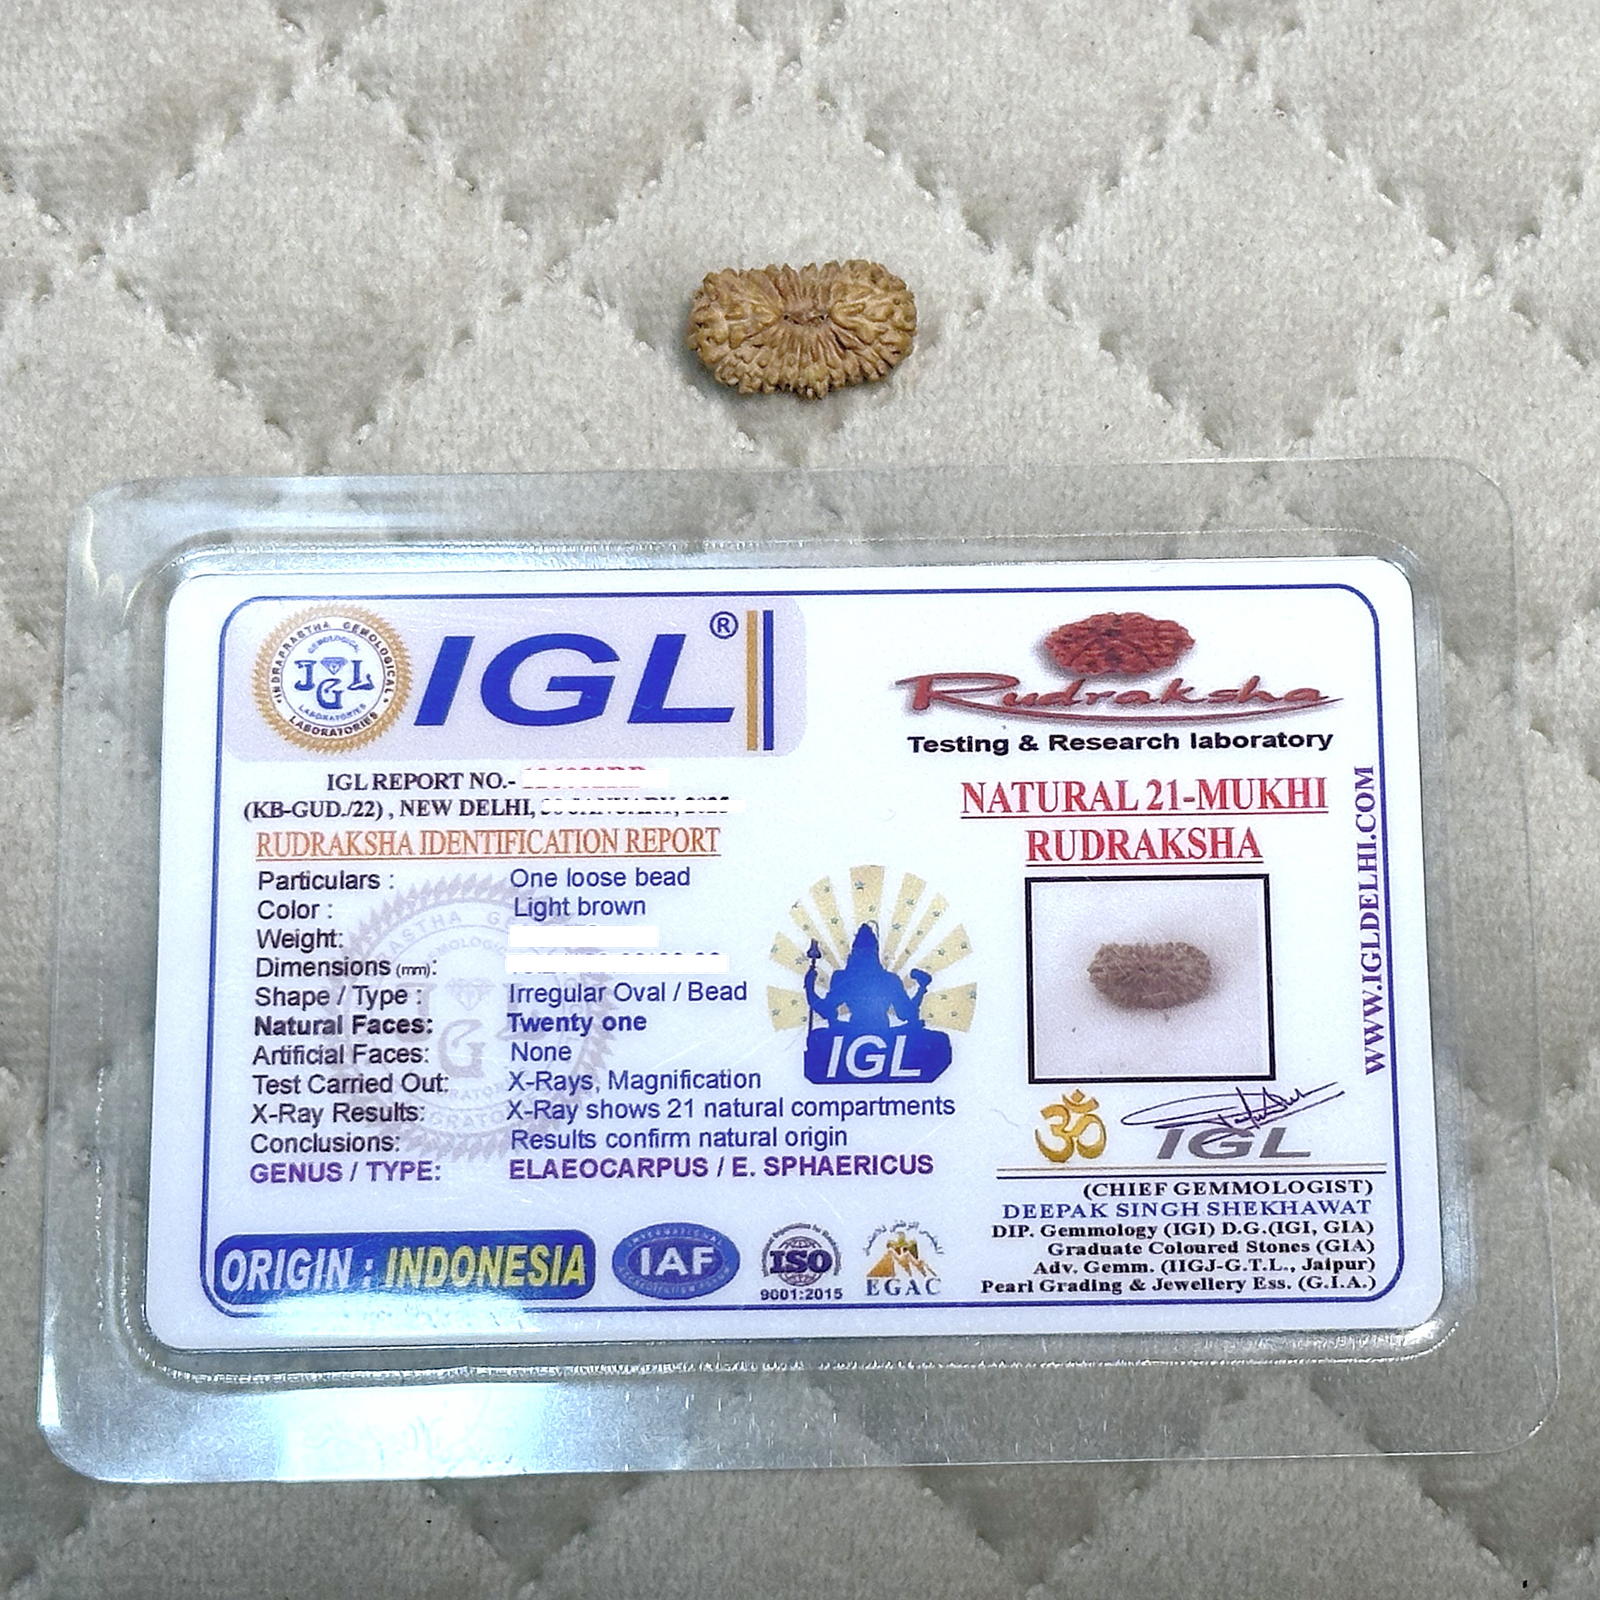 INDRAPRASTHA GEMOLOGICAL LABORATORIES
GEMOLOGICAL
IGL
LABORATORIES
IGL®
Rudraksha
Testing & Research laboratory
IGL REPORT NO.-
(KB-GUD./22) , NEW DELHI,
RUDRAKSHA IDENTIFICATION REPORT
Particulars : One loose bead
Color : Light brown
Weight:
Dimensions (mm):
Shape / Type : Irregular Oval / Bead
Natural Faces: Twenty one
Artificial Faces: None
Test Carried Out: X-Rays, Magnification
X-Ray Results: X-Ray shows 21 natural compartments
Conclusions: Results confirm natural origin
GENUS / TYPE: ELAEOCARPUS / E. SPHAERICUS
ORIGIN : INDONESIA
IAF
ISO
9001:2015
EGAC
IGL
NATURAL 21-MUKHI
RUDRAKSHA
WWW.IGLDELHI.COM
ॐ
IGL
(CHIEF GEMMOLOGIST)
DEEPAK SINGH SHEKHAWAT
DIP. Gemmology (IGI) D.G.(IGI, GIA)
Graduate Coloured Stones (GIA)
Adv. Gemm. (IIGJ-G.T.L., Jaipur)
Pearl Grading & Jewellery Ess. (G.I.A.)